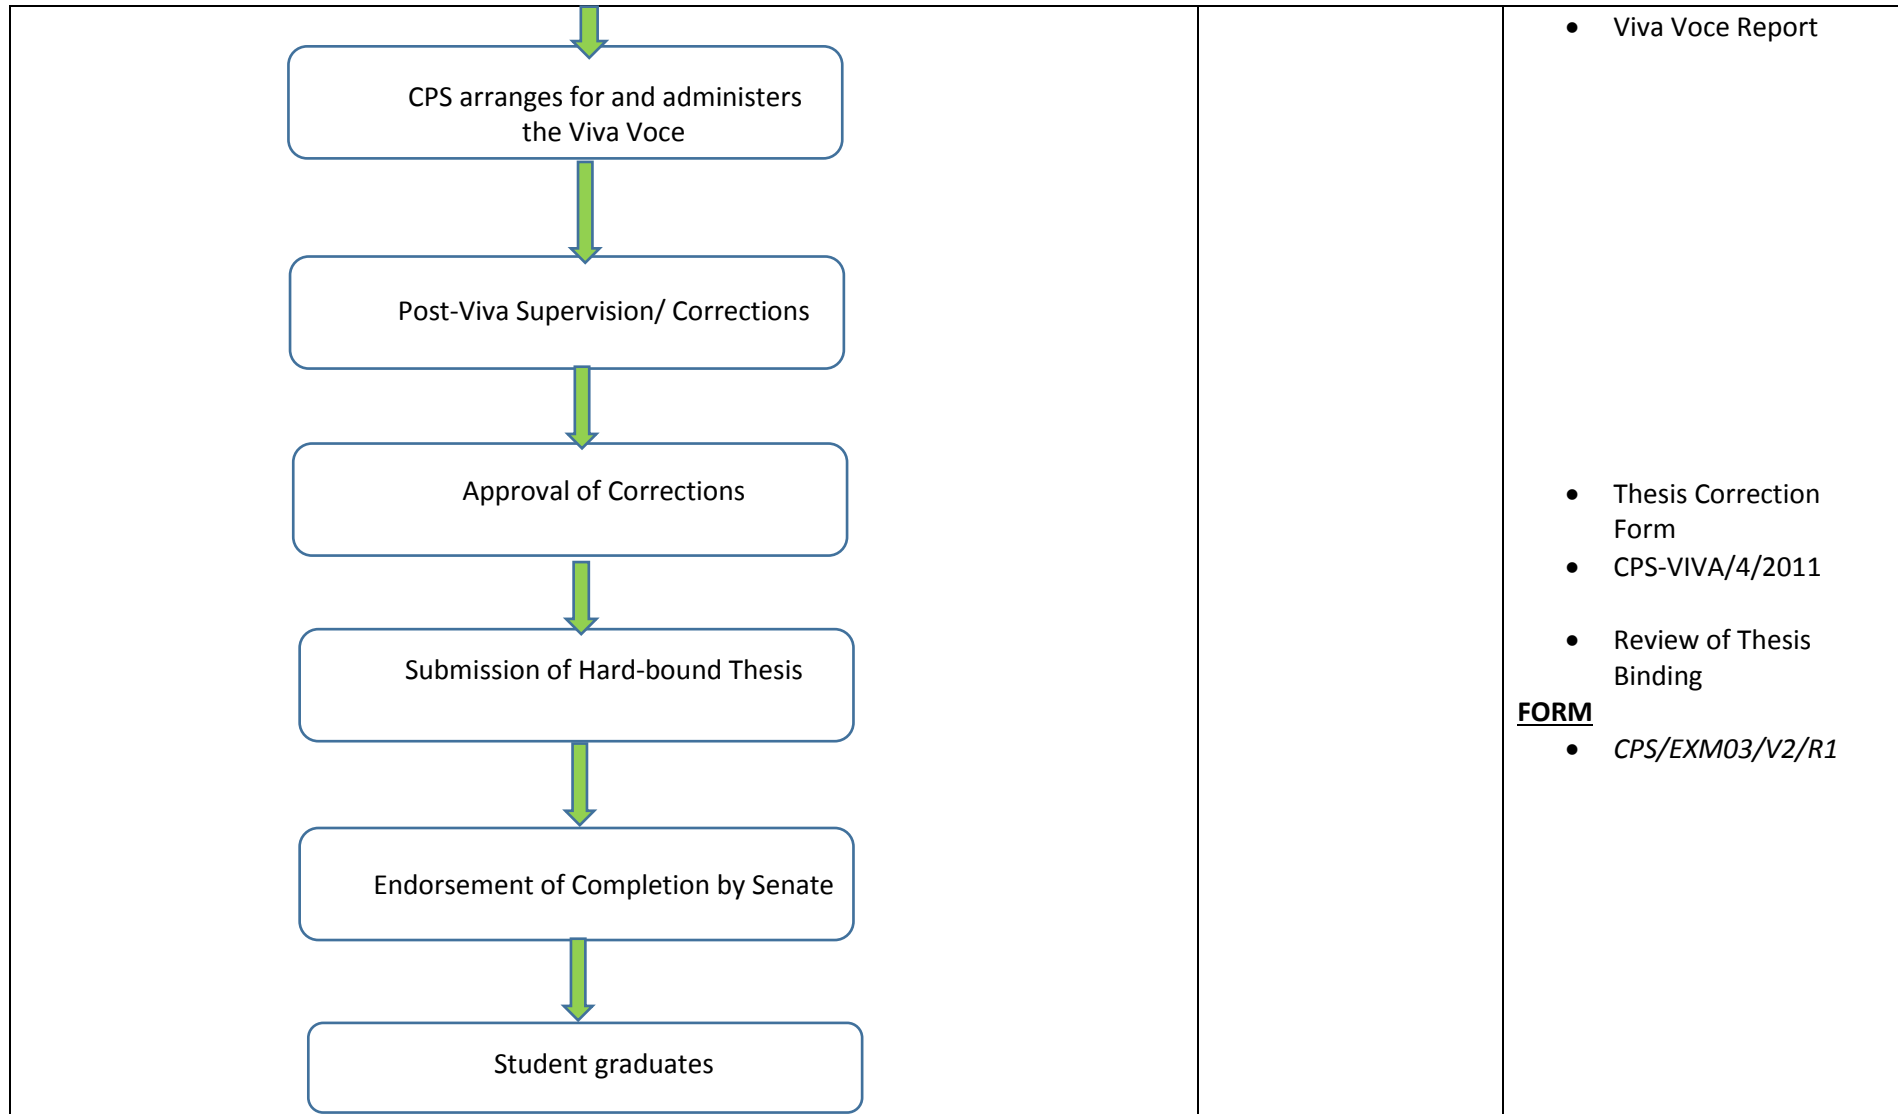 CPS arranges for and administers
the Viva Voce
Post-Viva Supervision/ Corrections
Approval of Corrections
Submission of Hard-bound Thesis
Endorsement of Completion by Senate
Student graduates
• Viva Voce Report
• Thesis Correction
Form
• CPS-VIVA/4/2011
• Review of Thesis
Binding
FORM
• CPS/EXM03/V2/R1